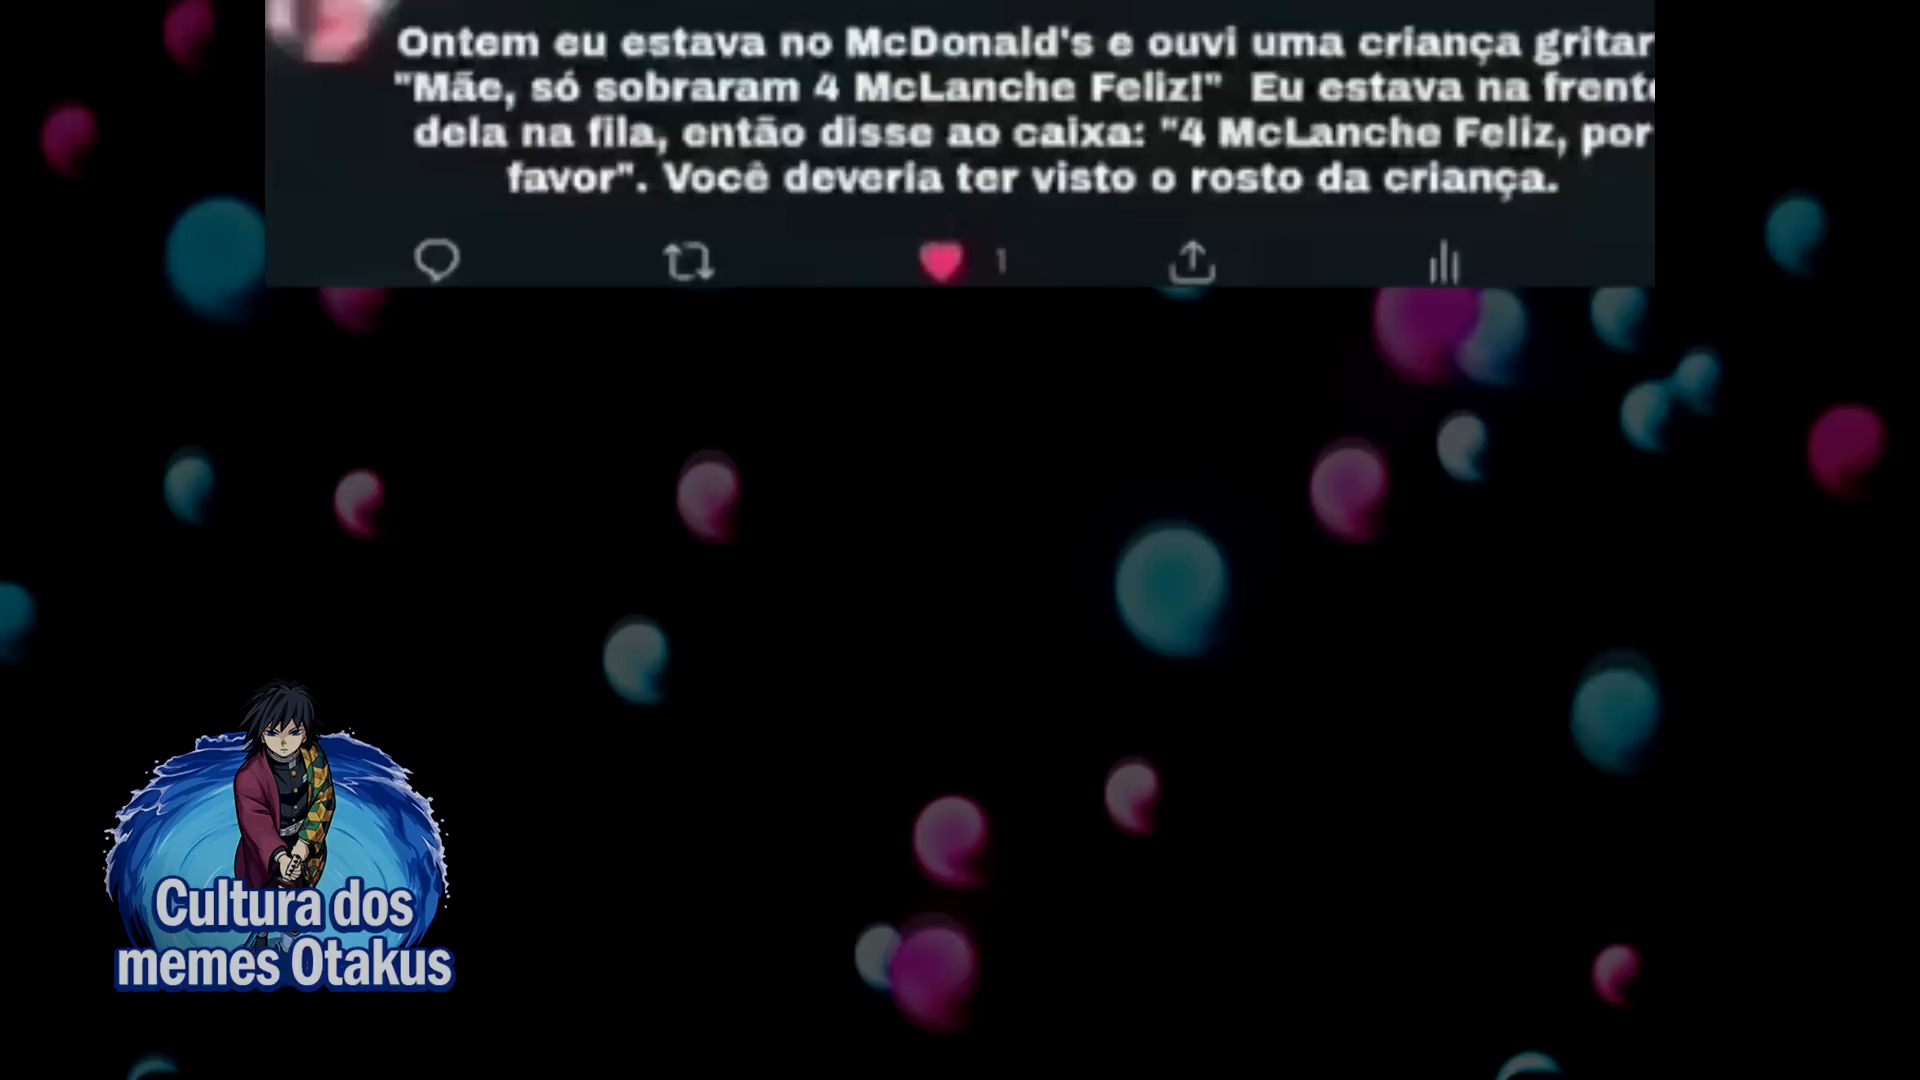 Ontem eu estava no McDonald's e ouvi uma criança gritar
"Mãe, só sobraram 4 McLanche Feliz!" Eu estava na frente
dela na fila, então disse ao caixa: "4 McLanche Feliz, por
favor". Você deveria ter visto o rosto da criança.
1
Cultura dos
memes Otakus